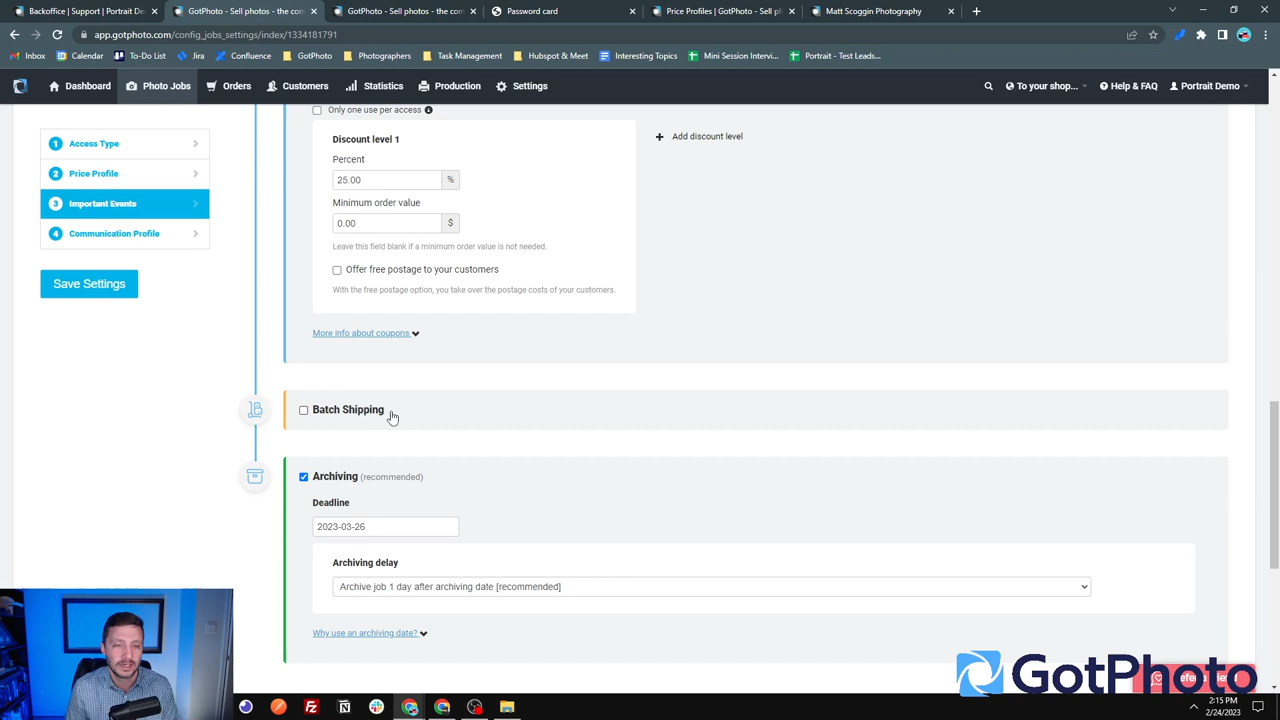 Backoffice | Support | Portrait De
GotPhoto - Sell photos - the com
GotPhoto - Sell photos - the con
Password card
Price Profiles | GotPhoto - Sell ph
Matt Scoggin Photography
app.gotphoto.com/config_jobs_settings/index/1334181791
Inbox
Calendar
To-Do List
Jira
Confluence
GotPhoto
Photographers
Task Management
Hubspot & Meet
Interesting Topics
Mini Session Interv...
Portrait - Test Leads...
Dashboard
Photo Jobs
Orders
Customers
Statistics
Production
Settings
To your shop...
Help & FAQ
Portrait Demo
1 Access Type
2 Price Profile
3 Important Events
4 Communication Profile
Save Settings
Only one use per access
Discount level 1
Add discount level
Percent
25.00 %
Minimum order value
0.00 $
Leave this field blank if a minimum order value is not needed.
Offer free postage to your customers
With the free postage option, you take over the postage costs of your customers.
More info about coupons
Batch Shipping
Archiving (recommended)
Deadline
2023-03-26
Archiving delay
Archive job 1 day after archiving date [recommended]
Why use an archiving date?
GotPhoto
2:15 PM
2/24/2023